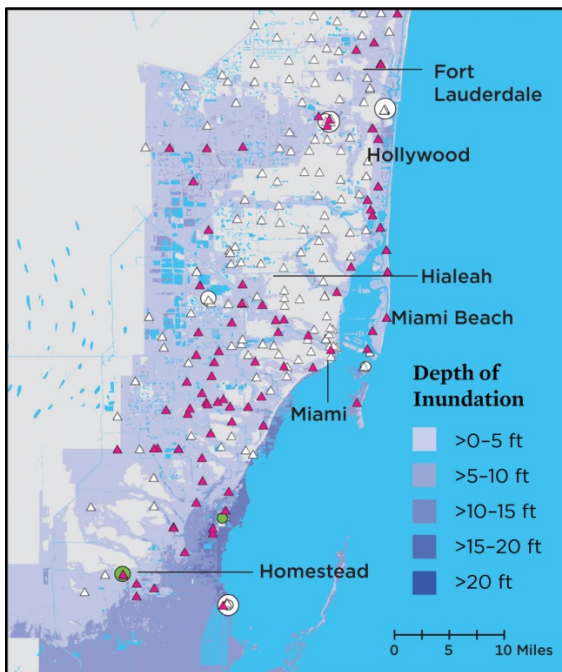 Fort
Lauderdale
Hollywood
Hialeah
Miami Beach
Miami
Homestead
Depth of
Inundation
>0–5 ft
>5–10 ft
>10–15 ft
>15–20 ft
>20 ft
0 10 Miles